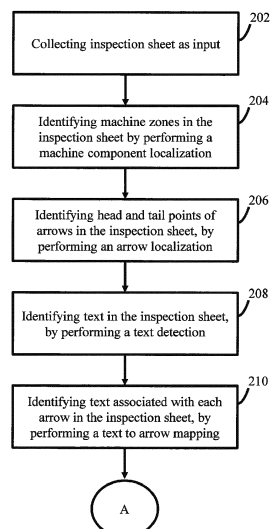 202
Collecting inspection sheet as input
204
Identifying machine zones in the
inspection sheet by performing a
machine component localization
206
Identifying head and tail points of
arrows in the inspection sheet, by
performing an arrow localization
208
Identifying text in the inspection sheet,
by performing a text detection
210
Identifying text associated with each
arrow in the inspection sheet, by
performing a text to arrow mapping
A